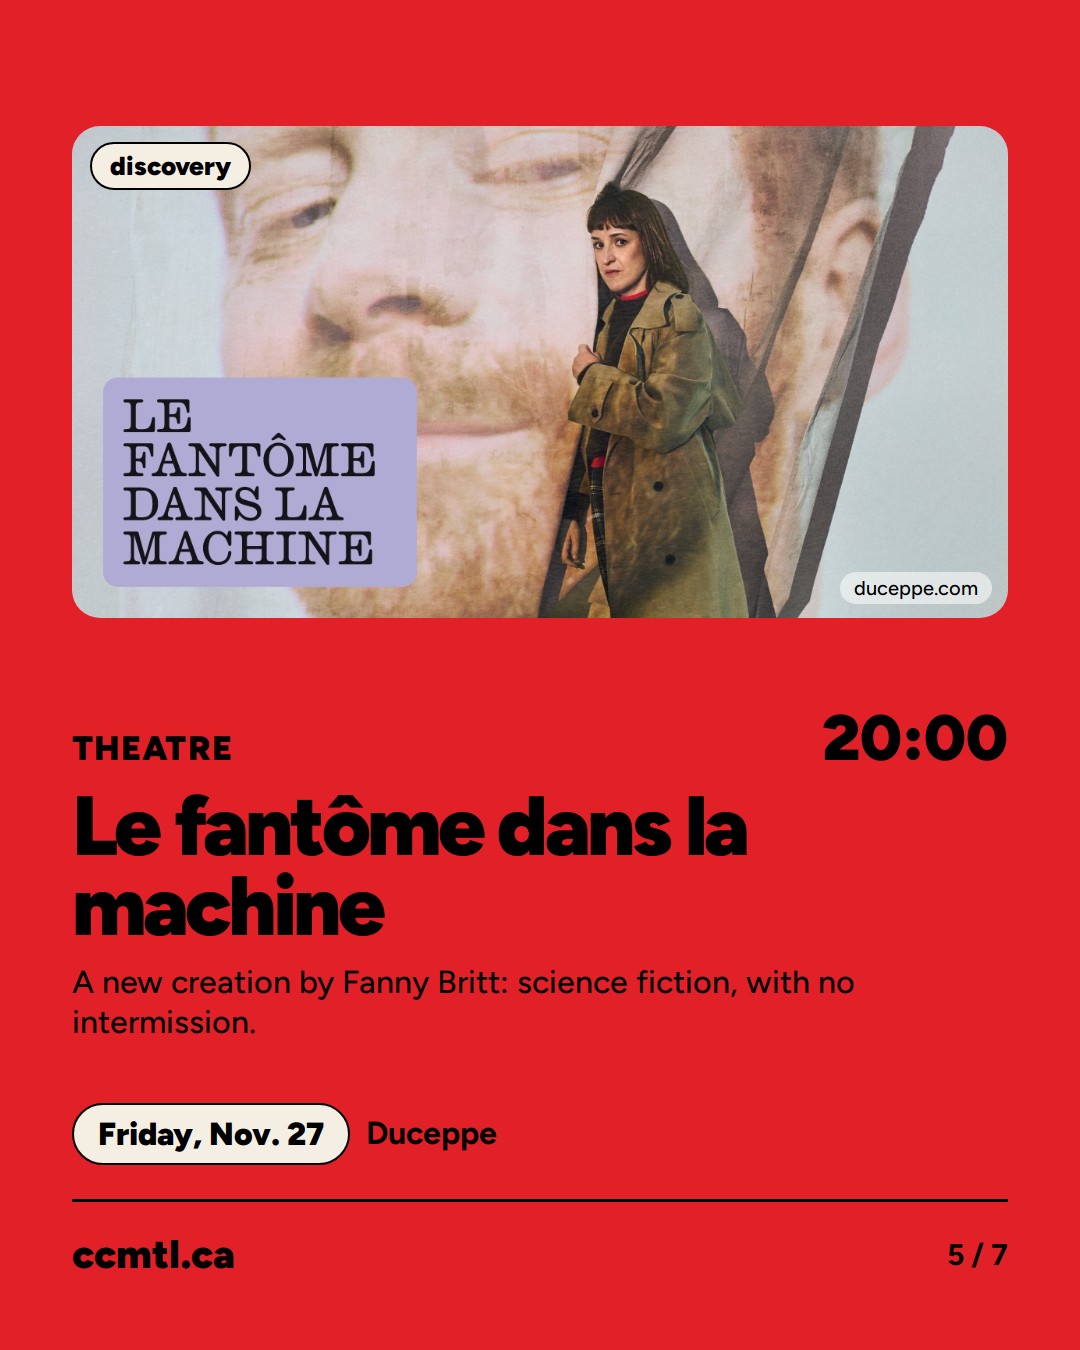 discovery
LE
FANTÔME
DANS LA
MACHINE
duceppe.com
THEATRE
20:00
Le fantôme dans la
machine
A new creation by Fanny Britt: science fiction, with no
intermission.
Friday, Nov. 27 Duceppe
ccmtl.ca
5 / 7